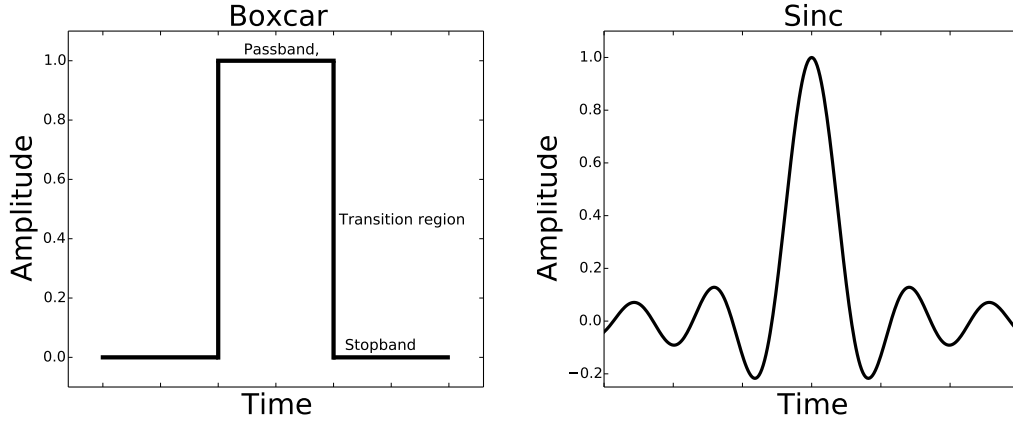 Boxcar
Passband,
1.0
0.8
0.6
0.4
0.2
0.0
Amplitude
Transition region
Stopband
Time
Sinc
1.0
0.8
0.6
0.4
0.2
0.0
−0.2
Amplitude
Time